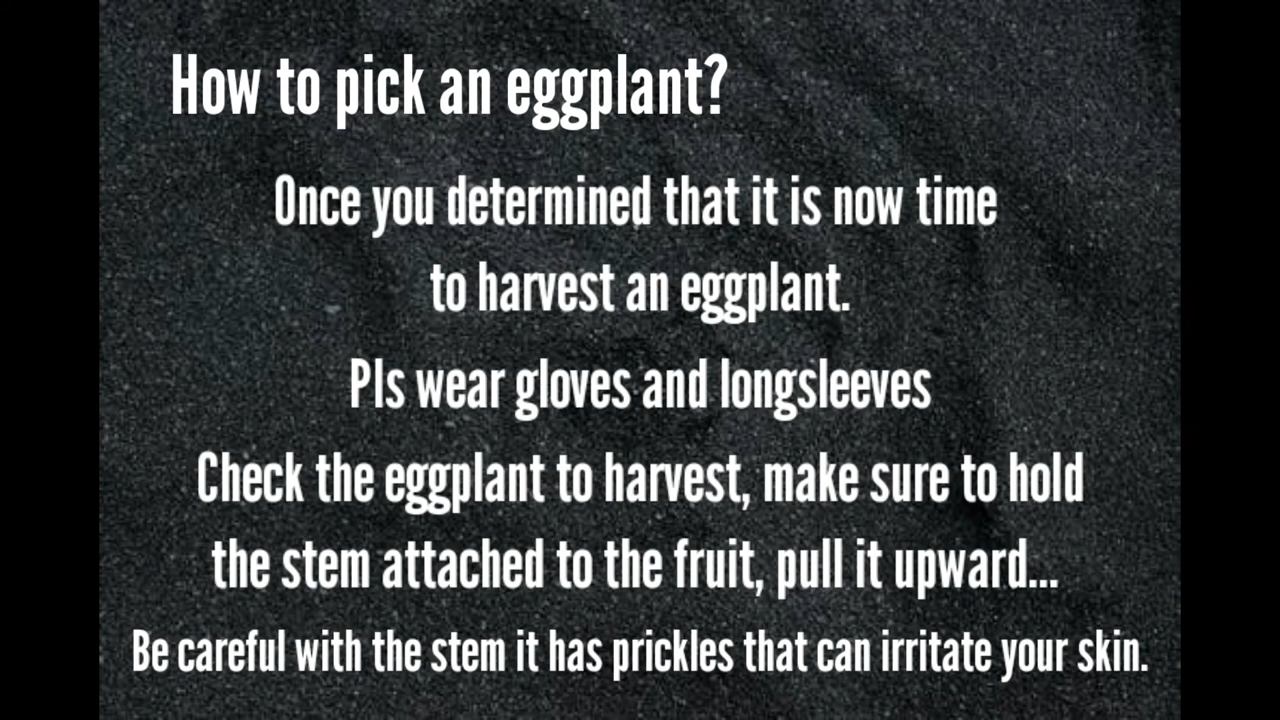 How to pick an eggplant?
Once you determined that it is now time
to harvest an eggplant.
Pls wear gloves and longsleeves
Check the eggplant to harvest, make sure to hold
the stem attached to the fruit, pull it upward...
Be careful with the stem it has prickles that can irritate your skin.